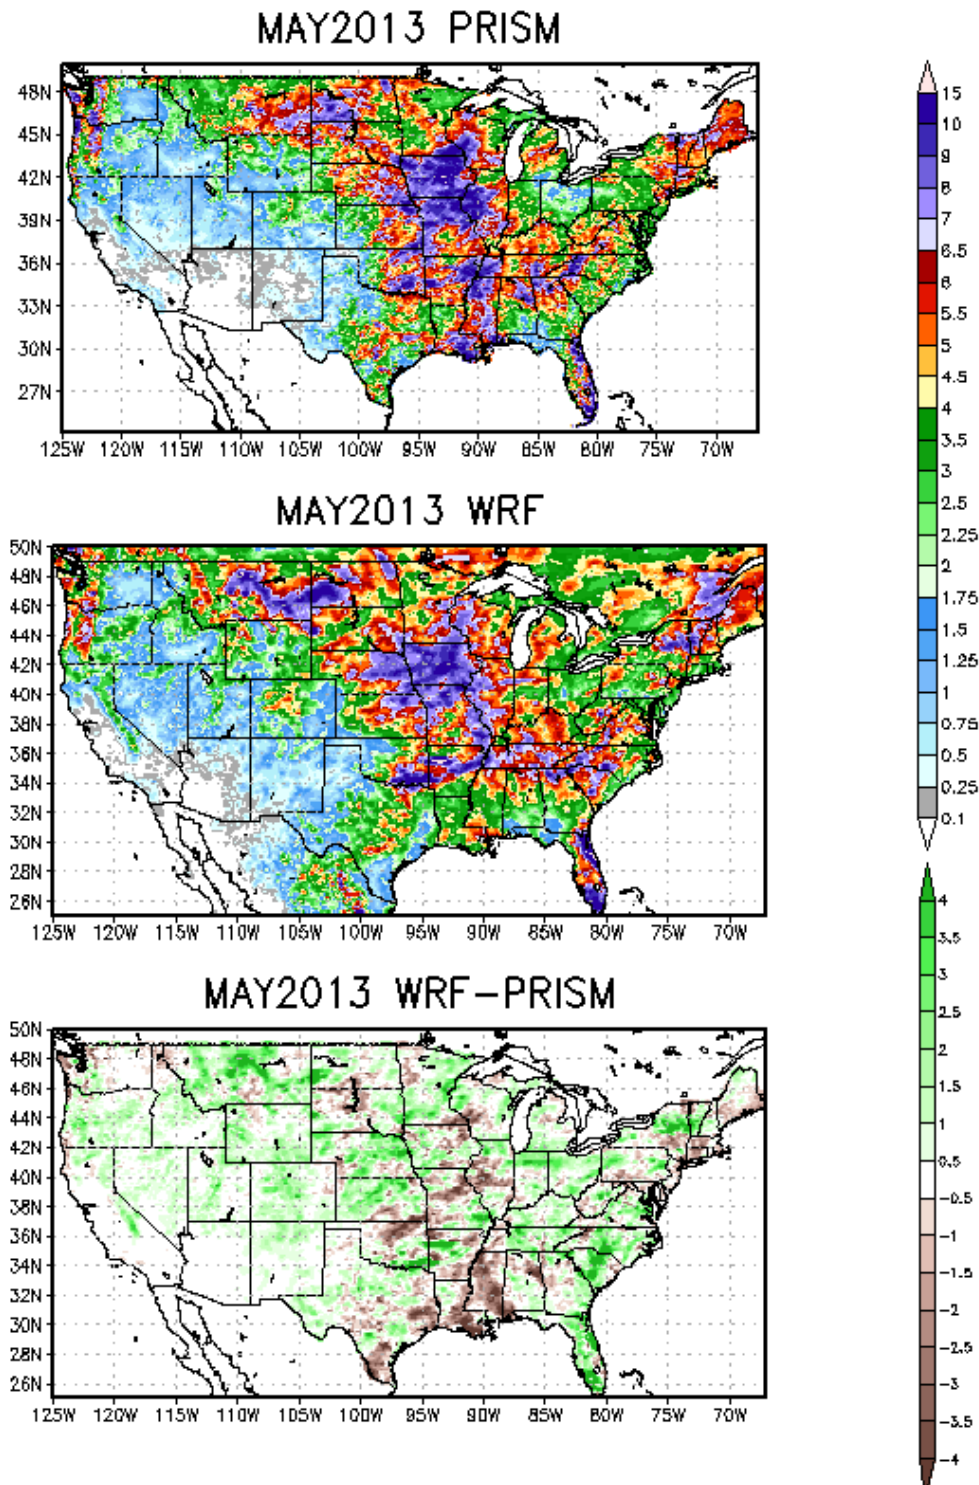 MAY2013 PRISM
48N
45N
42N
39N
36N
33N
30N
27N
125W 120W 115W 110W 105W 100W 95W 90W 85W 80W 75W 70W
MAY2013 WRF
50N
48N
46N
44N
42N
40N
38N
36N
34N
32N
30N
28N
26N
125W 120W 115W 110W 105W 100W 95W 90W 85W 80W 75W 70W
MAY2013 WRF-PRISM
50N
48N
46N
44N
42N
40N
38N
36N
34N
32N
30N
28N
26N
125W 120W 115W 110W 105W 100W 95W 90W 85W 80W 75W 70W
15
10
9
8
7
6.5
6
5.5
5
4.5
4
3.5
3
2.5
2.25
2
1.75
1.5
1.25
1
0.75
0.5
0.25
0.1
4
3.5
3
2.5
2
1.5
1
0.5
-0.5
-1
-1.5
-2
-2.5
-3
-3.5
-4